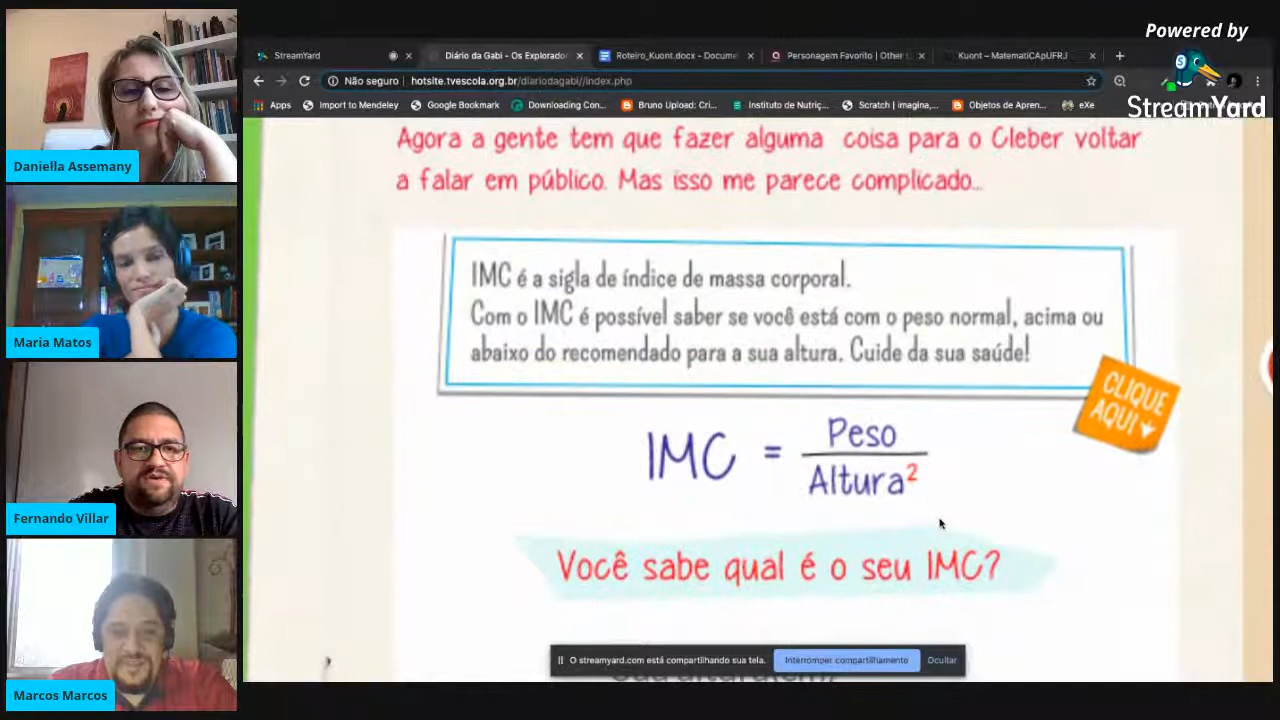 Powered by
StreamYard
Daniella Assemany
Maria Matos
Fernando Villar
Marcos Marcos
StreamYard
Diário da Gabi - Os Explorador
Roteiro_Kuont.docx - Docume
Personagem Favorito | Other
Kuont – MatematiCApUFRJ
Não seguro | hotsite.tvescola.org.br/diariodagabi//index.php
Apps
Import to Mendeley
Google Bookmark
Downloading Con...
Bruno Upload: Cri...
Instituto de Nutriç...
Scratch | imagina,...
Objetos de Apren...
eXe
Agora a gente tem que fazer alguma coisa para o Cleber voltar
a falar em público. Mas isso me parece complicado...
IMC é a sigla de índice de massa corporal.
Com o IMC é possível saber se você está com o peso normal, acima ou
abaixo do recomendado para a sua altura. Cuide da sua saúde!
CLIQUE
AQUI
IMC = Peso
Altura²
Você sabe qual é o seu IMC?
O streamyard.com está compartilhando sua tela.
Interromper compartilhamento
Ocultar